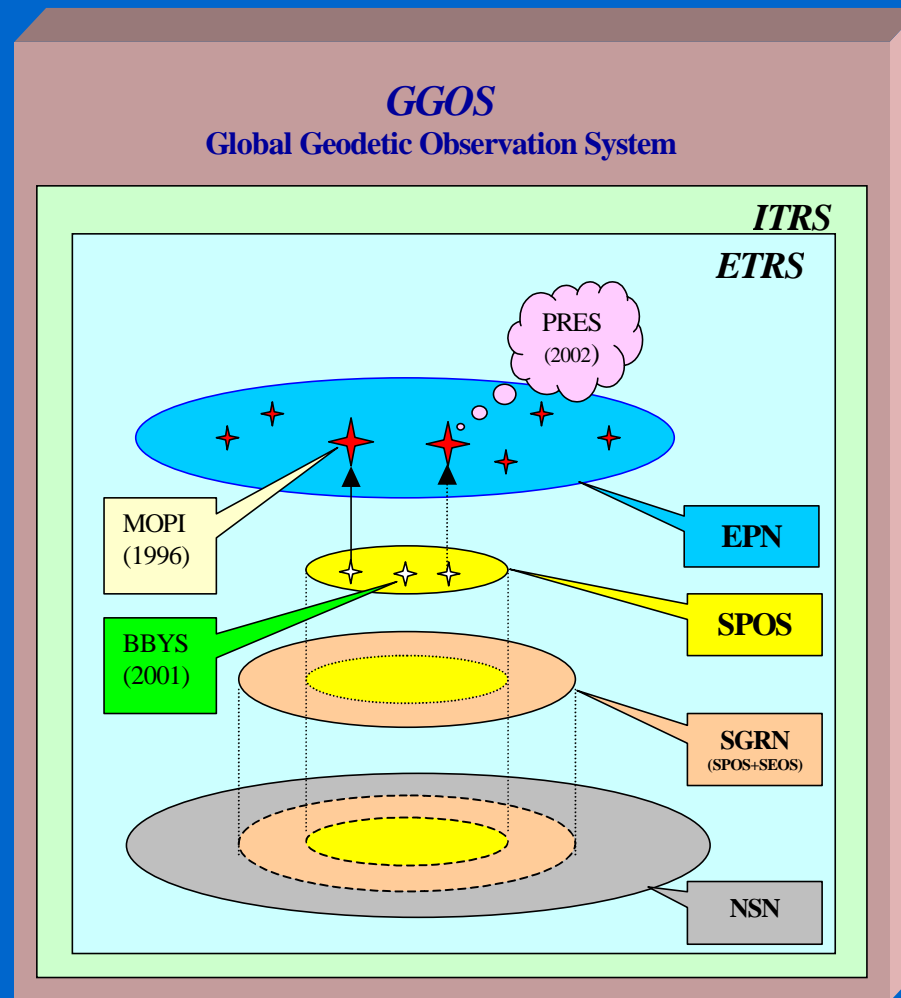 GGOS
Global Geodetic Observation System
ITRS
ETRS
PRES
(2002)
MOPI
(1996)
EPN
SPOS
BBYS
(2001)
SGRN
(SPOS+SEOS)
NSN